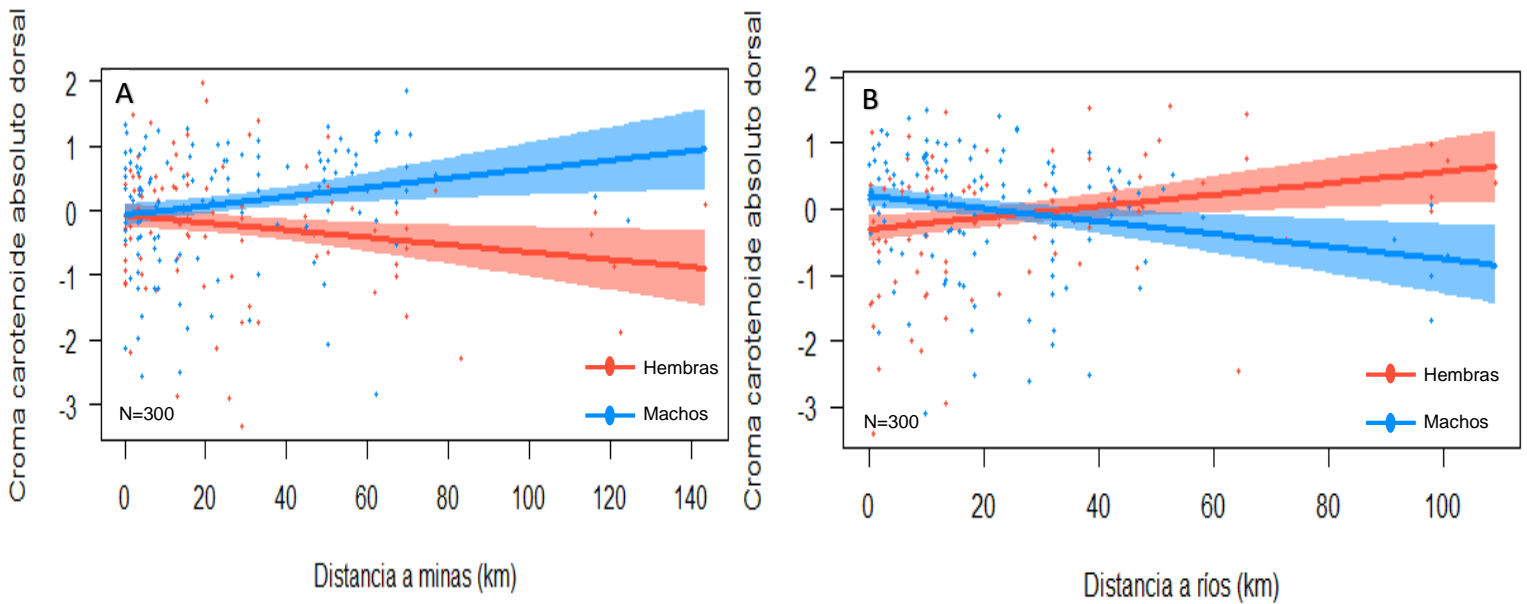 Croma carotenoide absoluto dorsal
A
2
1
0
-1
-2
-3
N=300
Hembras
Machos
0 20 40 60 80 100 120 140
Distancia a minas (km)
Croma carotenoide absoluto dorsal
B
2
1
0
-1
-2
-3
N=300
Hembras
Machos
0 20 40 60 80 100
Distancia a ríos (km)